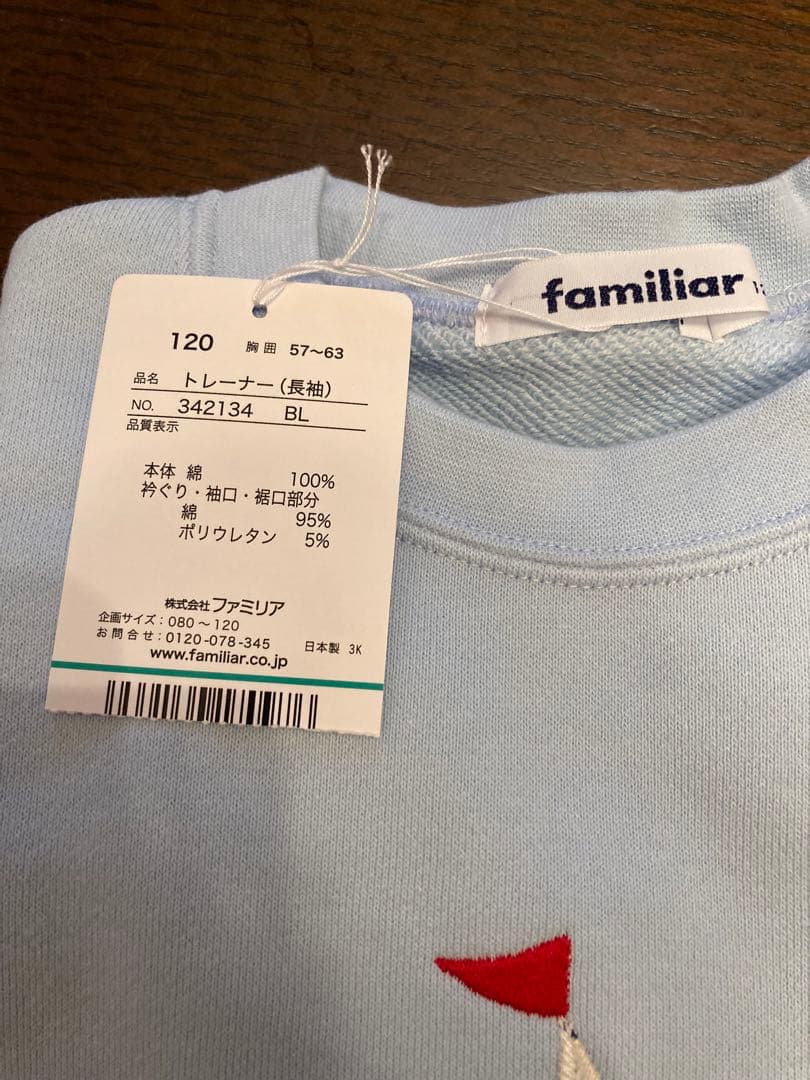 familiar
120 胸囲 57～63
品名 トレーナー(長袖)
NO. 342134 BL
品質表示
本体 綿 100%
衿ぐり・袖口・裾口部分
綿 95%
ポリウレタン 5%
株式会社ファミリア
企画サイズ:080～120
お問合せ:0120-078-345 日本製 3K
www.familiar.co.jp